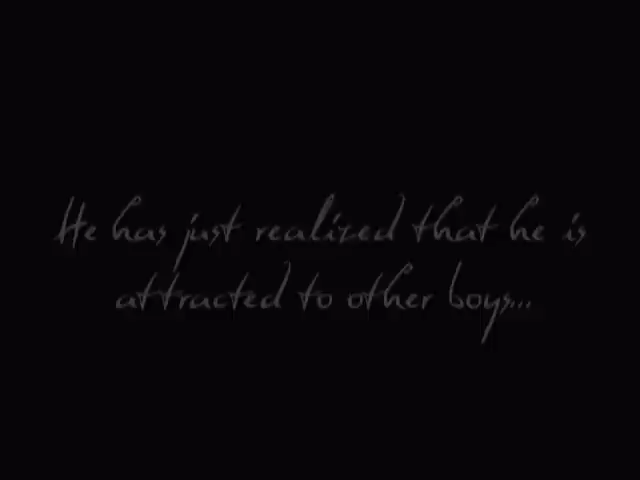 He has just realized that he is
attracted to other boys...